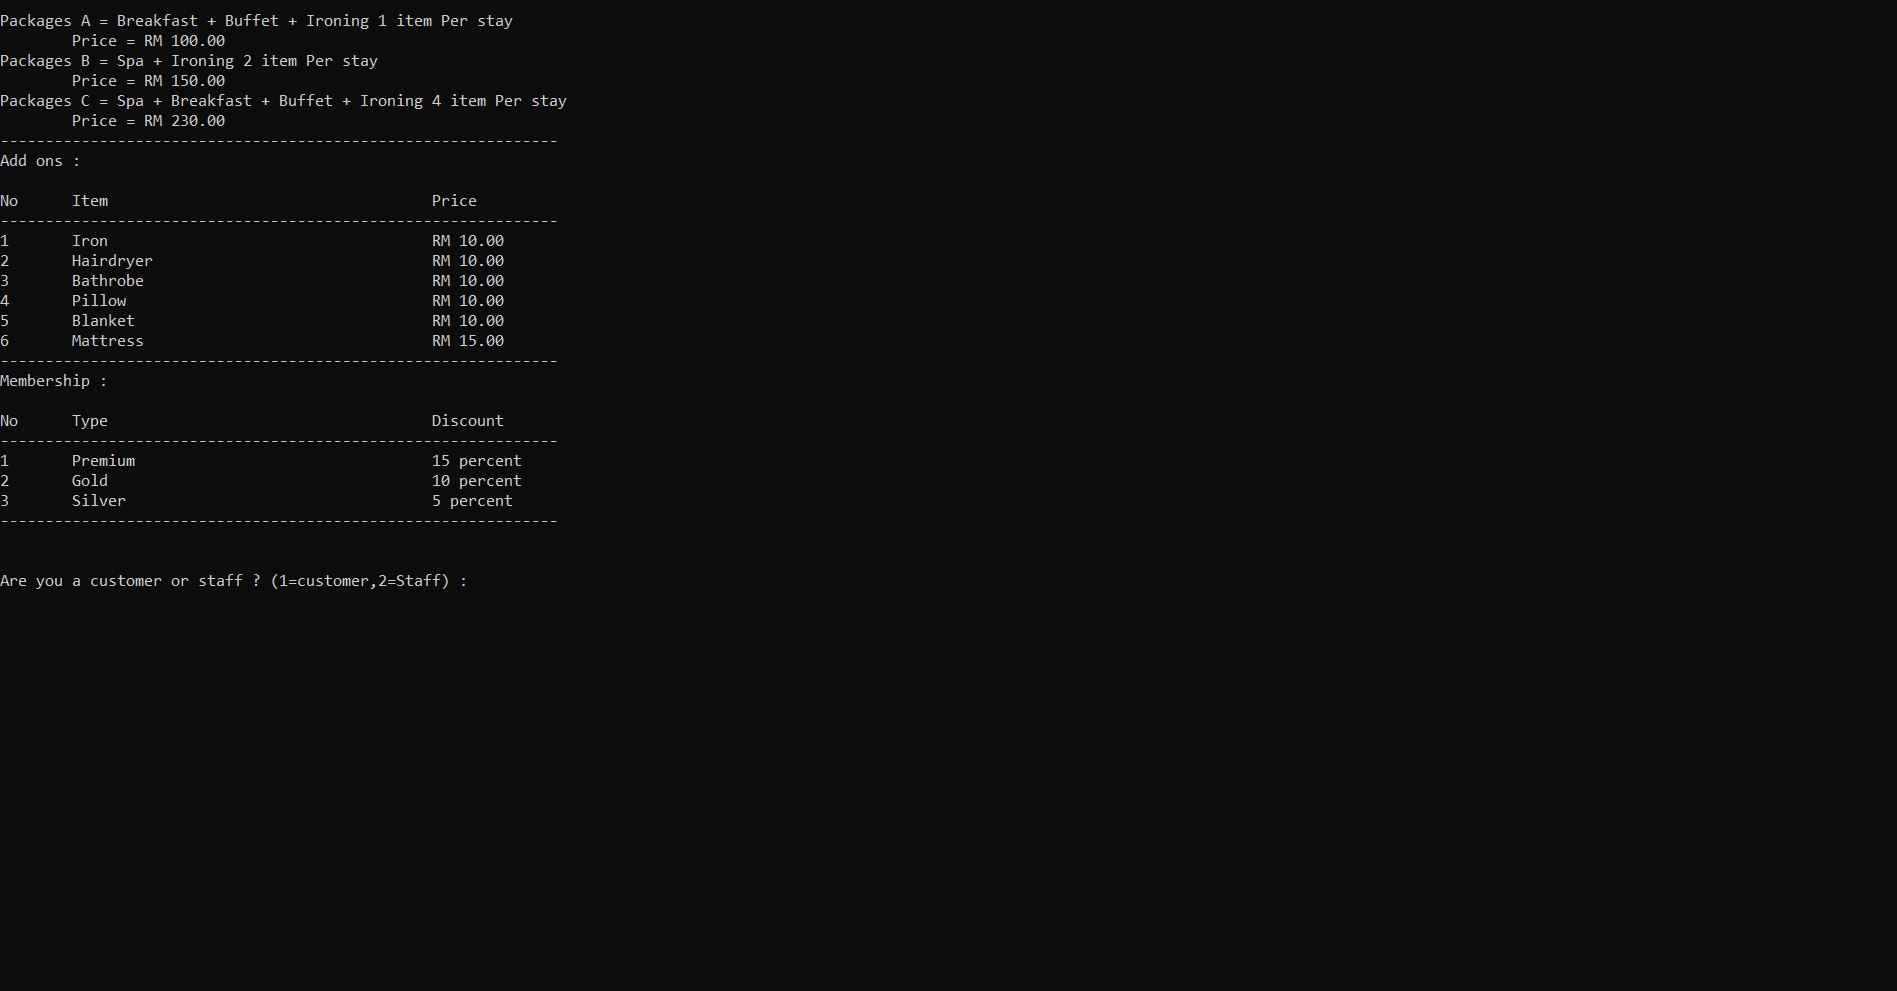 Packages A = Breakfast + Buffet + Ironing 1 item Per stay
Price = RM 100.00
Packages B = Spa + Ironing 2 item Per stay
Price = RM 150.00
Packages C = Spa + Breakfast + Buffet + Ironing 4 item Per stay
Price = RM 230.00
--------------------------------------------------------------
Add ons :
No Item Price
--------------------------------------------------------------
1 Iron RM 10.00
2 Hairdryer RM 10.00
3 Bathrobe RM 10.00
4 Pillow RM 10.00
5 Blanket RM 10.00
6 Mattress RM 15.00
--------------------------------------------------------------
Membership :
No Type Discount
--------------------------------------------------------------
1 Premium 15 percent
2 Gold 10 percent
3 Silver 5 percent
--------------------------------------------------------------
Are you a customer or staff ? (1=customer,2=Staff) :